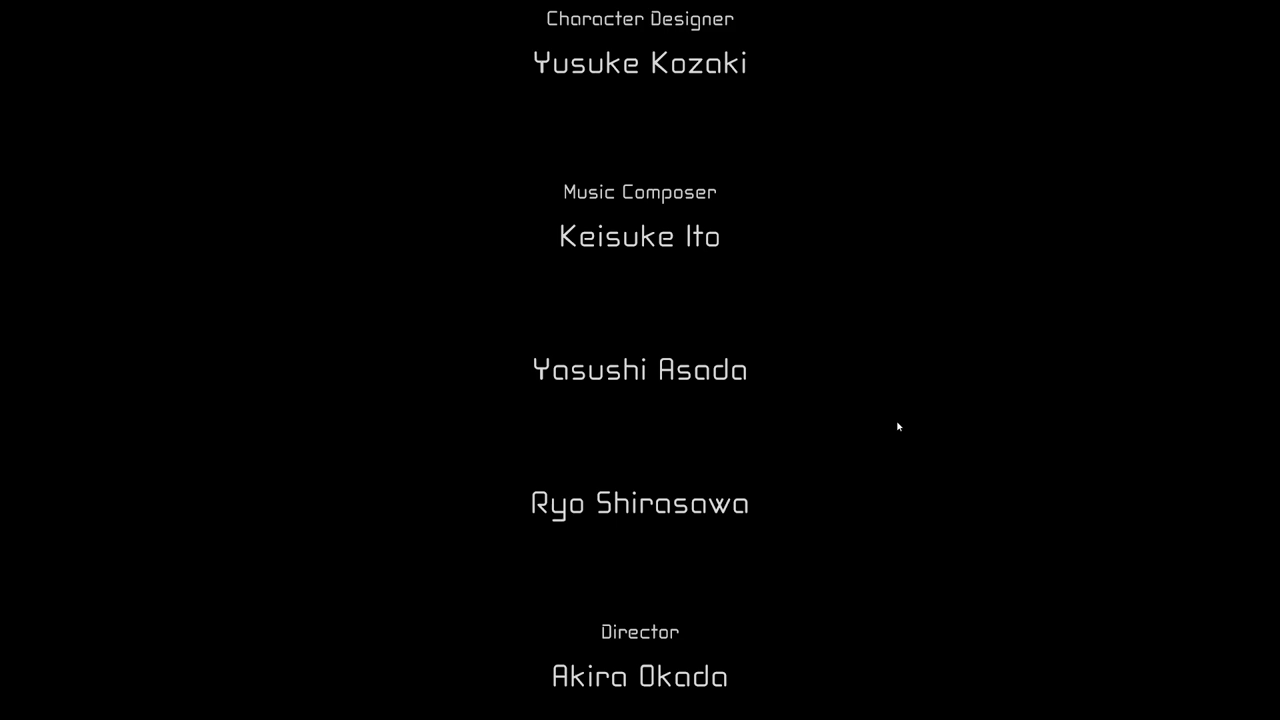 Character Designer
Yusuke Kozaki
Music Composer
Keisuke Ito
Yasushi Asada
Ryo Shirasawa
Director
Akira Okada